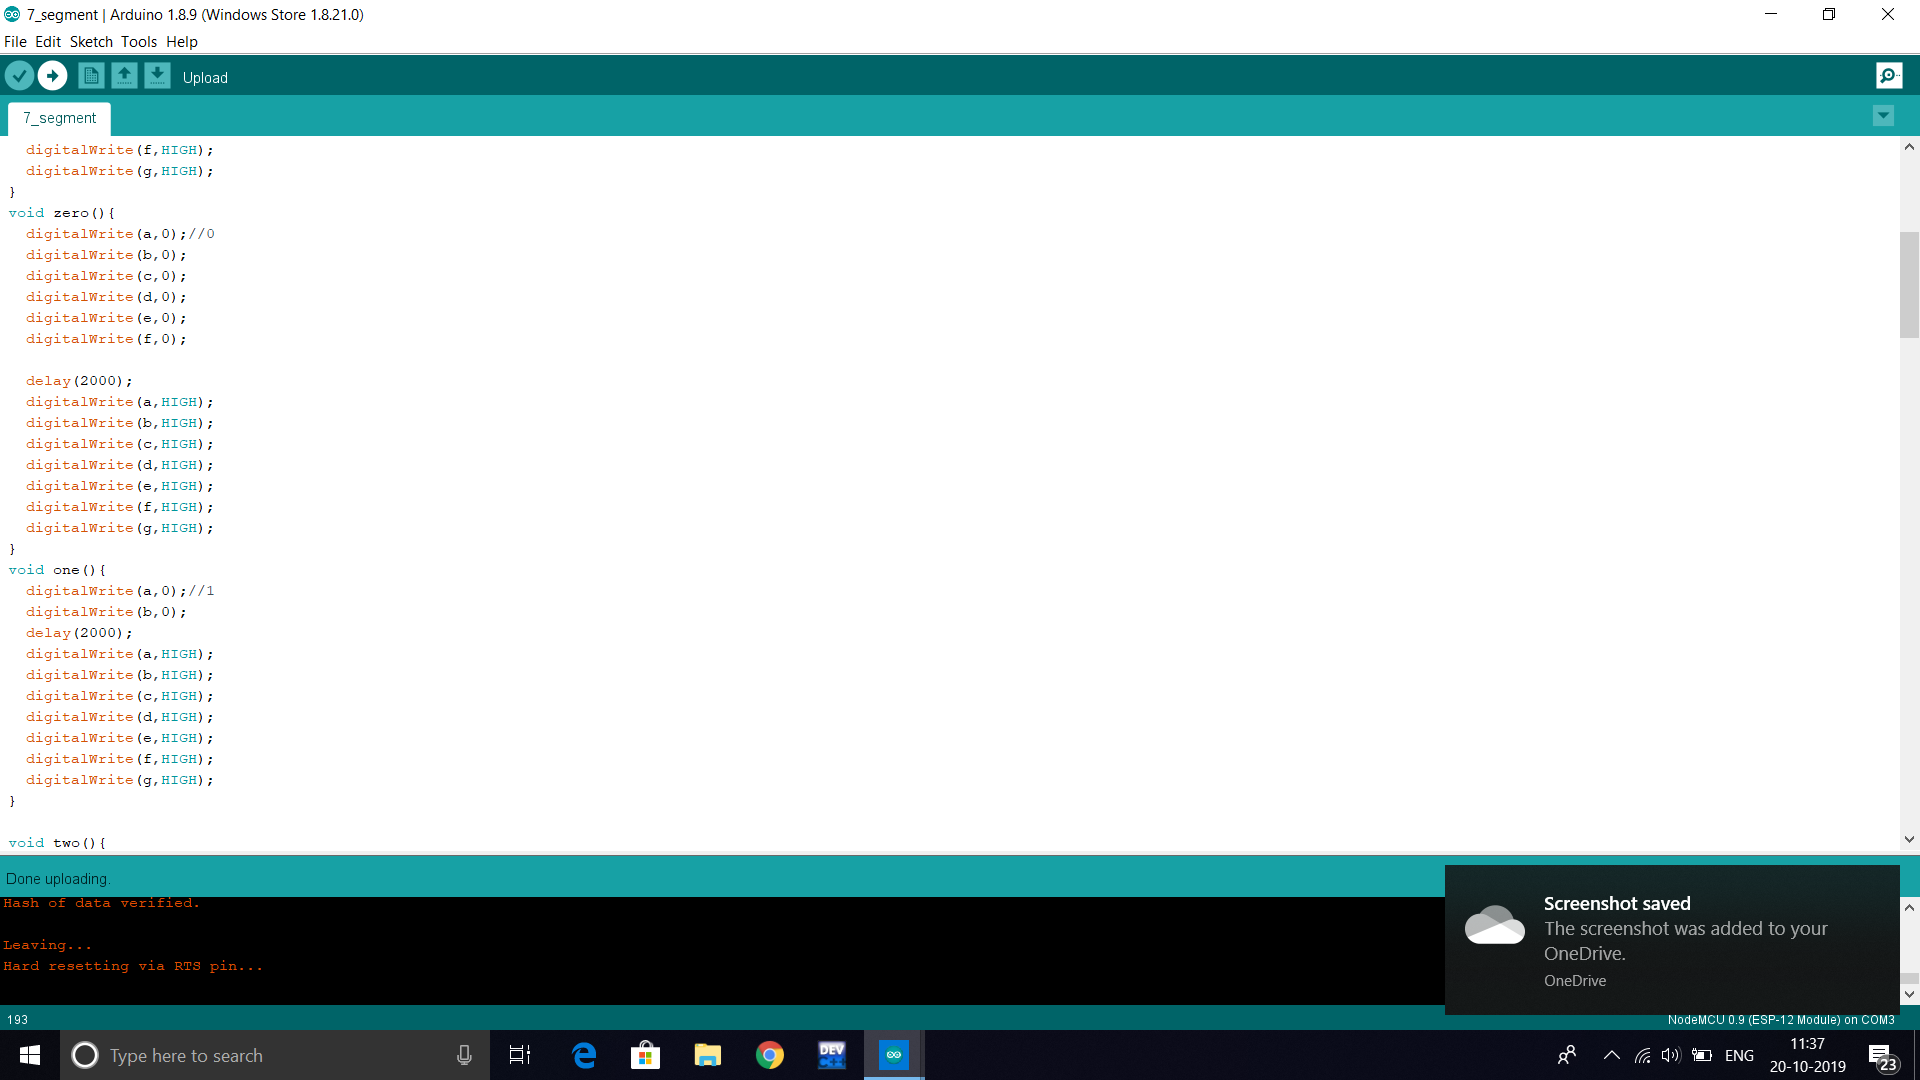 7_segment | Arduino 1.8.9 (Windows Store 1.8.21.0)
File Edit Sketch Tools Help
Upload
7_segment
digitalWrite(f,HIGH);
digitalWrite(g,HIGH);
}
void zero(){
digitalWrite(a,0);//0
digitalWrite(b,0);
digitalWrite(c,0);
digitalWrite(d,0);
digitalWrite(e,0);
digitalWrite(f,0);
delay(2000);
digitalWrite(a,HIGH);
digitalWrite(b,HIGH);
digitalWrite(c,HIGH);
digitalWrite(d,HIGH);
digitalWrite(e,HIGH);
digitalWrite(f,HIGH);
digitalWrite(g,HIGH);
}
void one(){
digitalWrite(a,0);//1
digitalWrite(b,0);
delay(2000);
digitalWrite(a,HIGH);
digitalWrite(b,HIGH);
digitalWrite(c,HIGH);
digitalWrite(d,HIGH);
digitalWrite(e,HIGH);
digitalWrite(f,HIGH);
digitalWrite(g,HIGH);
}
void two(){
Done uploading.
Hash of data verified.
Leaving...
Hard resetting via RTS pin...
Screenshot saved
The screenshot was added to your
OneDrive.
OneDrive
193
NodeMCU 0.9 (ESP-12 Module) on COM3
Type here to search
DEV
C++
ENG
11:37
20-10-2019
23